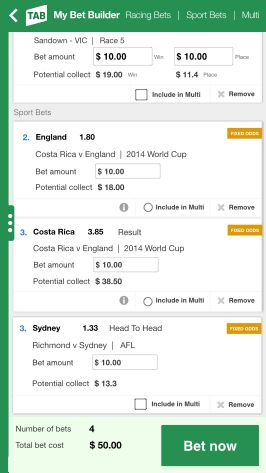 TAB My Bet Builder Racing Bets | Sport Bets | Multi
Sandown - VIC | Race 5
Bet amount $ 10.00 Win $ 10.00 Place
Potential collect $ 19.00 Win $ 11.4 Place
Include in Multi Remove
Sport Bets
2. England 1.80 FIXED ODDS
Costa Rica v England | 2014 World Cup
Bet amount $ 10.00
Potential collect $ 18.00
Include in Multi Remove
3. Costa Rica 3.85 Result FIXED ODDS
Costa Rica v England | 2014 World Cup
Bet amount $ 10.00
Potential collect $ 38.50
Include in Multi Remove
3. Sydney 1.33 Head To Head FIXED ODDS
Richmond v Sydney | AFL
Bet amount $ 10.00
Potential collect $ 13.3
Include in Multi Remove
Number of bets 4
Total bet cost $ 50.00
Bet now